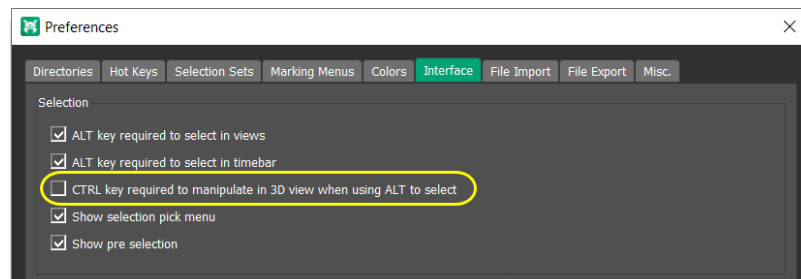 Preferences
Directories Hot Keys Selection Sets Marking Menus Colors Interface File Import File Export Misc.
Selection
ALT key required to select in views
ALT key required to select in timebar
CTRL key required to manipulate in 3D view when using ALT to select
Show selection pick menu
Show pre selection